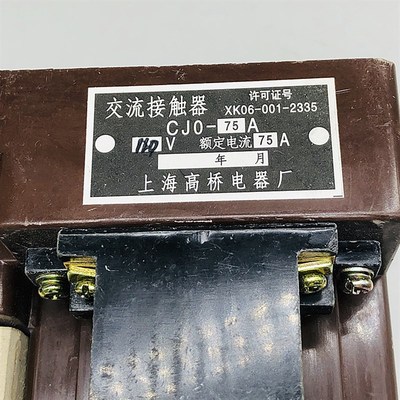 交流接触器 许可证号
XK06-001-2335
CJ0-75A
110V 额定电流75A
年 月
上海高桥电器厂